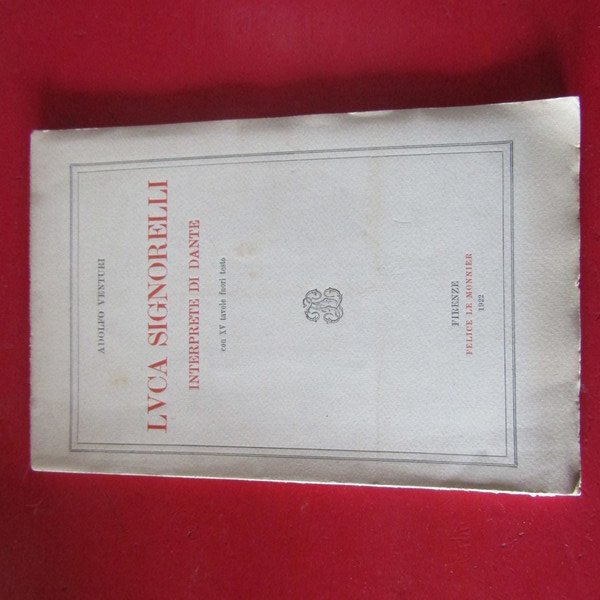 ADOLFO VENTURI
LVCA SIGNORELLI
INTERPRETE DI DANTE
con XV tavole fuori testo
FIRENZE
FELICE LE MONNIER
1922